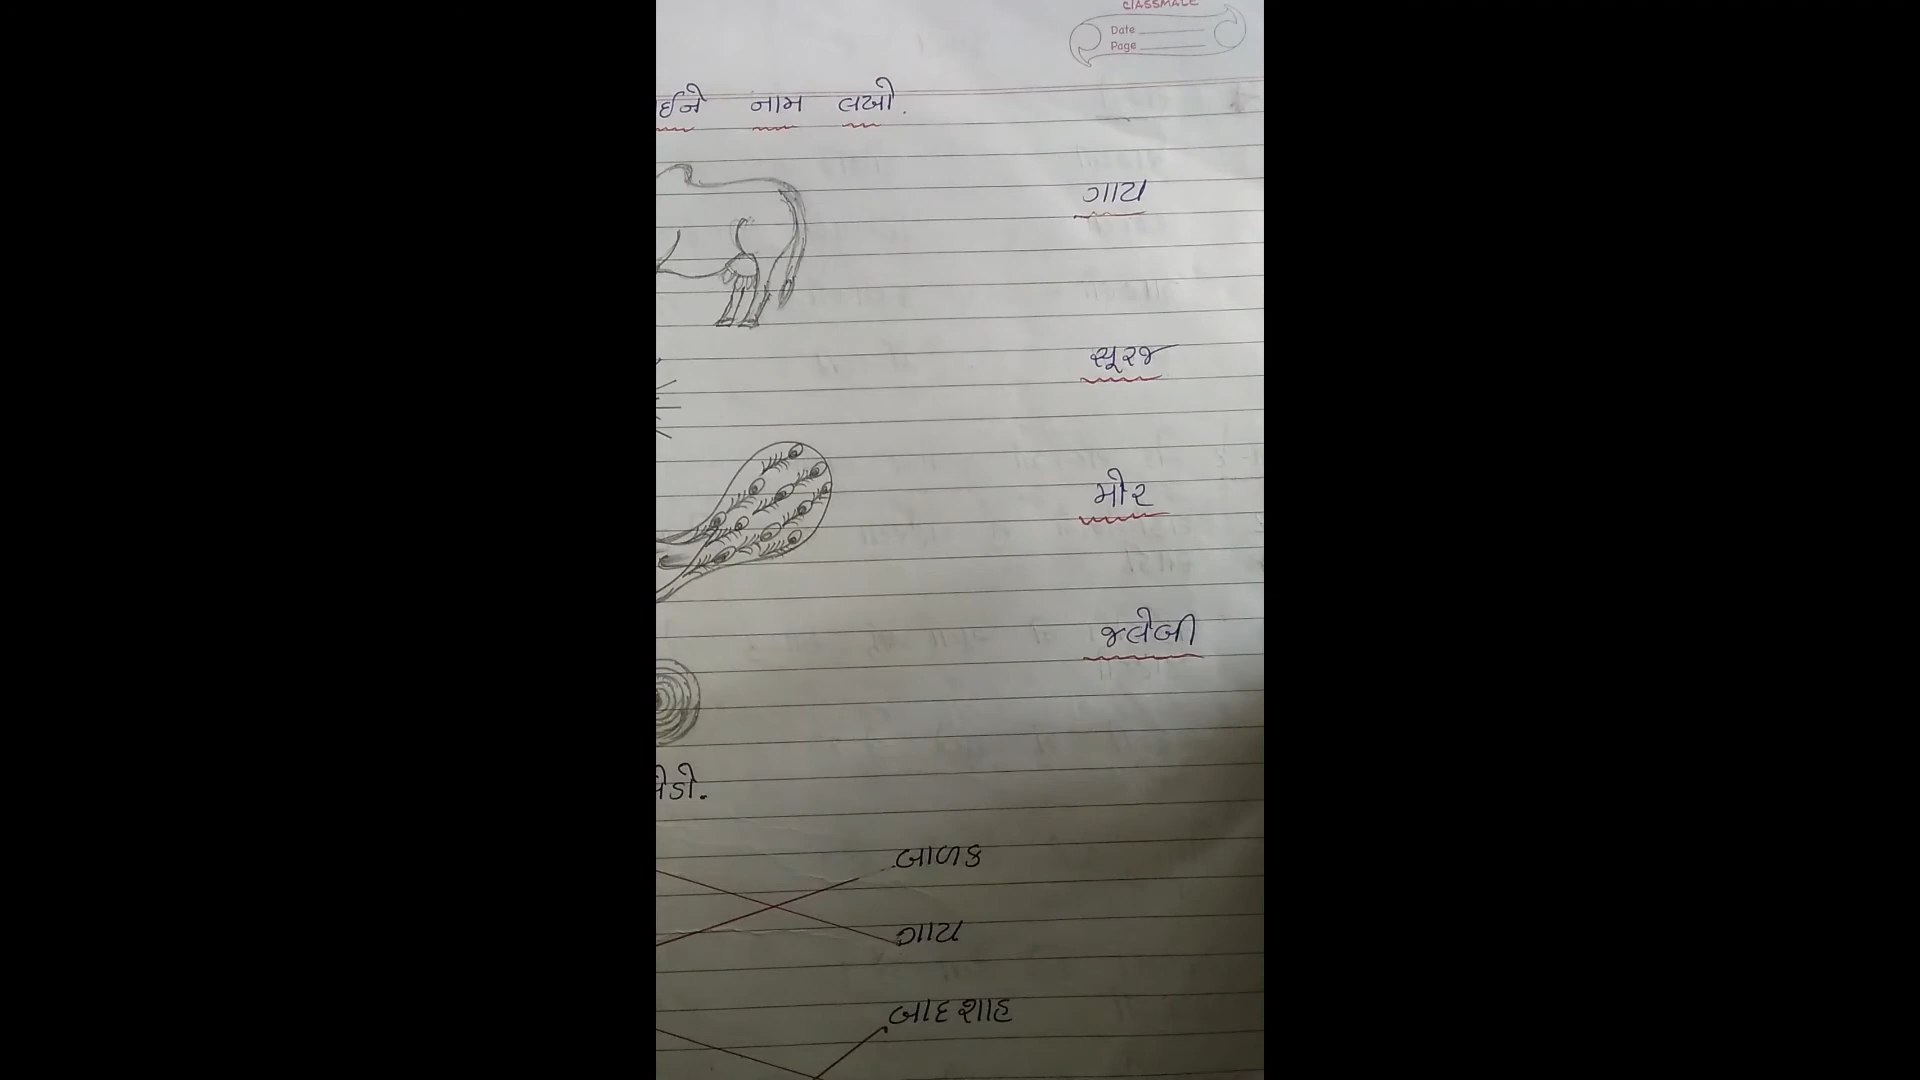 classmate
Date
Page
ઈને નામ લખો.
ગાય
સૂરજ
મોર
જલેબી
બાળક
ગાય
બાદશાહ